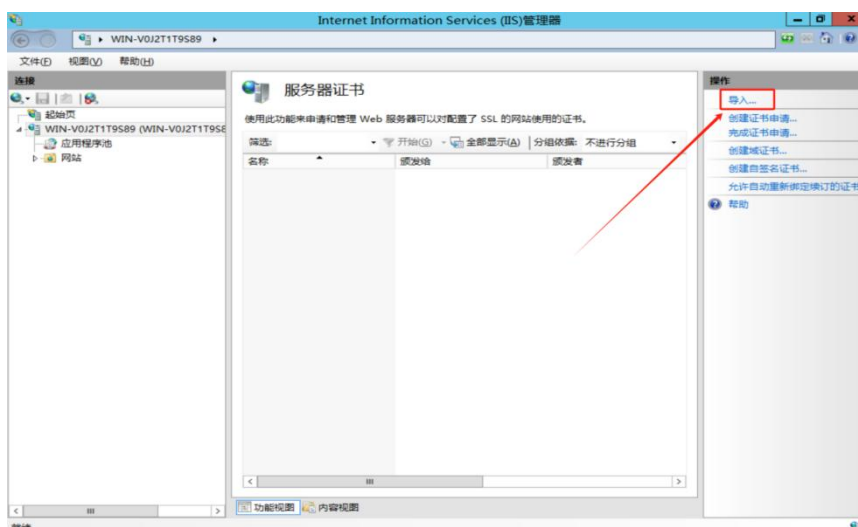 Internet Information Services (IIS)管理器
WIN-V0J2T1T9S89
文件(F) 视图(V) 帮助(H)
连接
起始页
WIN-V0J2T1T9S89 (WIN-V0J2T1T9S8
应用程序池
网站
服务器证书
使用此功能来申请和管理 Web 服务器可以对配置了 SSL 的网站使用的证书。
筛选: 开始(G) 全部显示(A) 分组依据: 不进行分组
名称 颁发给 颁发者
功能视图 内容视图
操作
导入...
创建证书申请...
完成证书申请...
创建域证书...
创建自签名证书...
允许自动重新绑定续订的证书
帮助
就绪